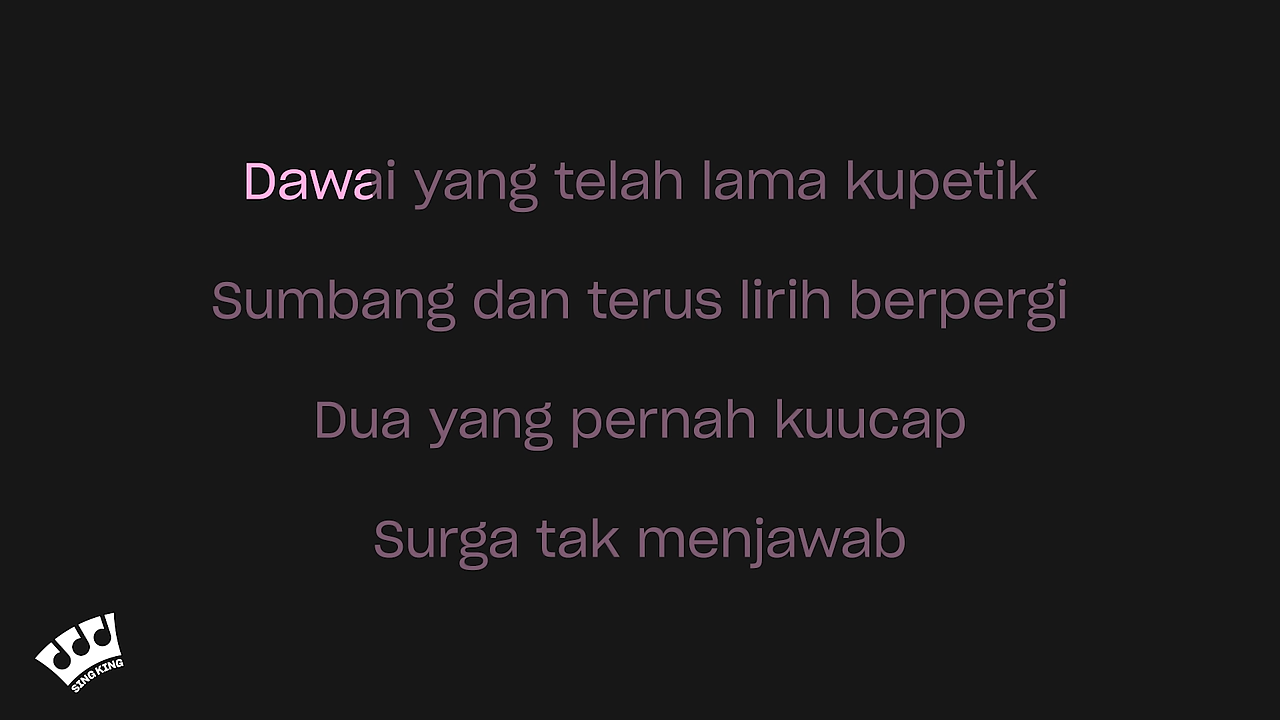 Dawai yang telah lama kupetik
Sumbang dan terus lirih berpergi
Dua yang pernah kuucap
Surga tak menjawab
SING KING